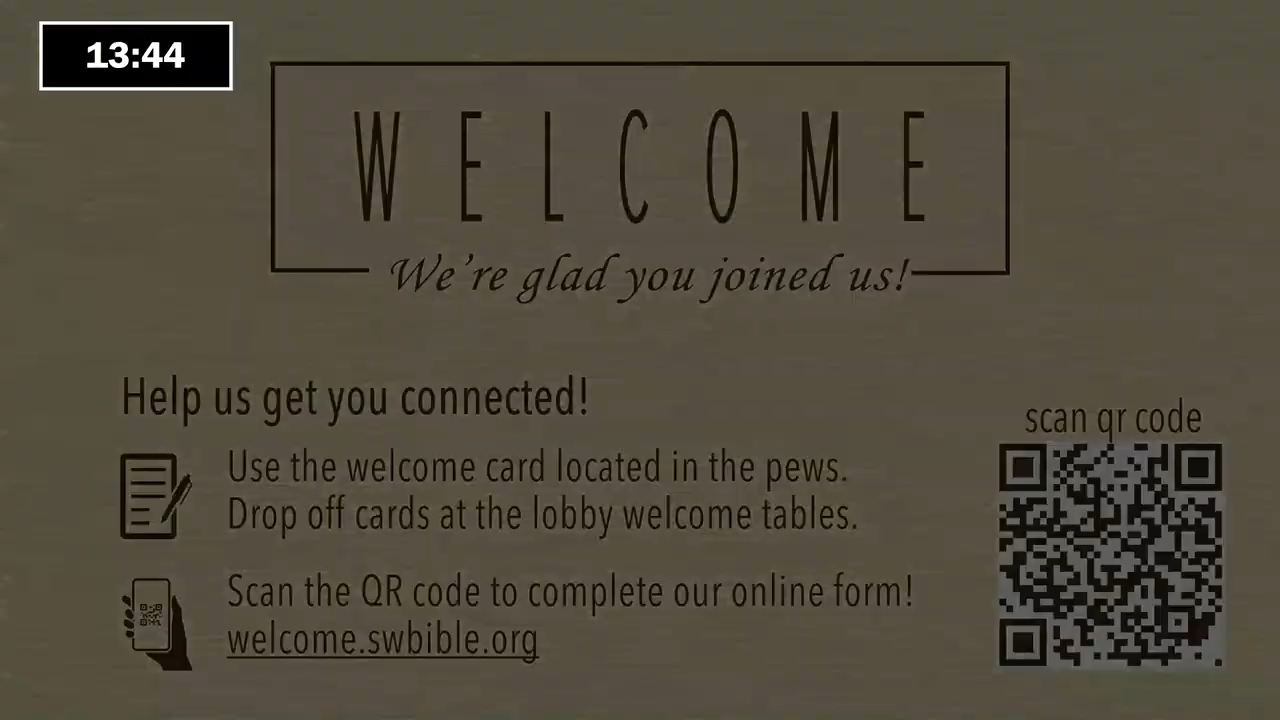 13:44
WELCOME
We're glad you joined us!
Help us get you connected!
Use the welcome card located in the pews.
Drop off cards at the lobby welcome tables.
scan qr code
Scan the QR code to complete our online form!
welcome.swbible.org